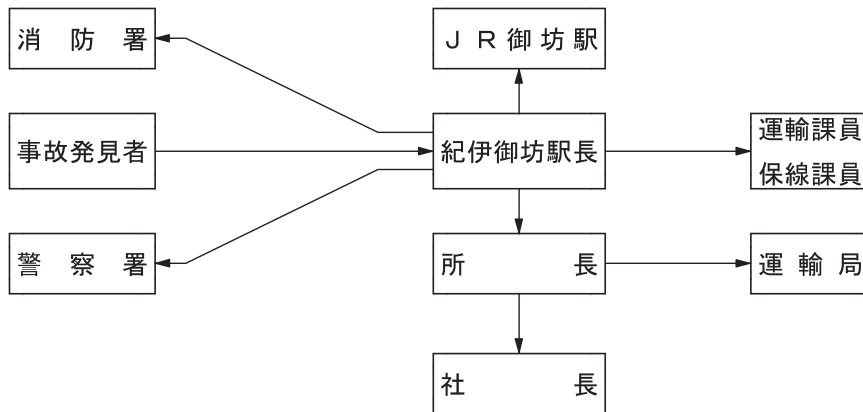 消防署
JR御坊駅
事故発見者
紀伊御坊駅長
運輸課員
保線課員
警察署
所長
運輸局
社長